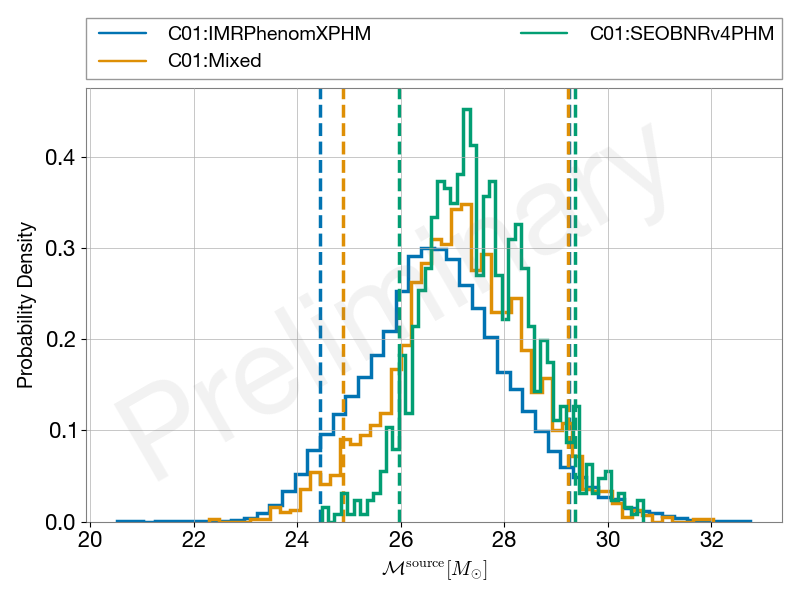 C01:IMRPhenomXPHM
C01:Mixed
C01:SEOBNRv4PHM
Preliminary
Probability Density
0.4
0.3
0.2
0.1
0.0
20 22 24 26 28 30 32
ℳ^source[M_⊙]